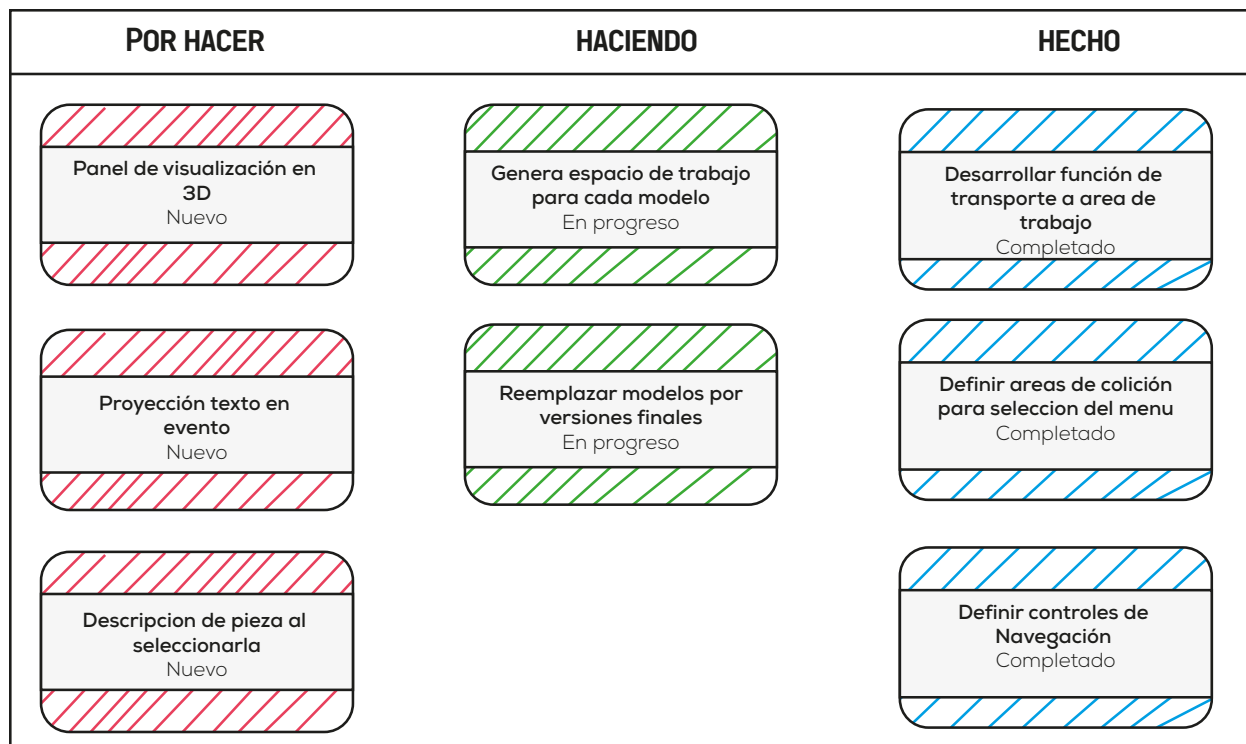 POR HACER
HACIENDO
HECHO
Panel de visualización en
3D
Nuevo
Proyección texto en
evento
Nuevo
Descripcion de pieza al
seleccionarla
Nuevo
Genera espacio de trabajo
para cada modelo
En progreso
Reemplazar modelos por
versiones finales
En progreso
Desarrollar función de
transporte a area de
trabajo
Completado
Definir areas de colición
para seleccion del menu
Completado
Definir controles de
Navegación
Completado